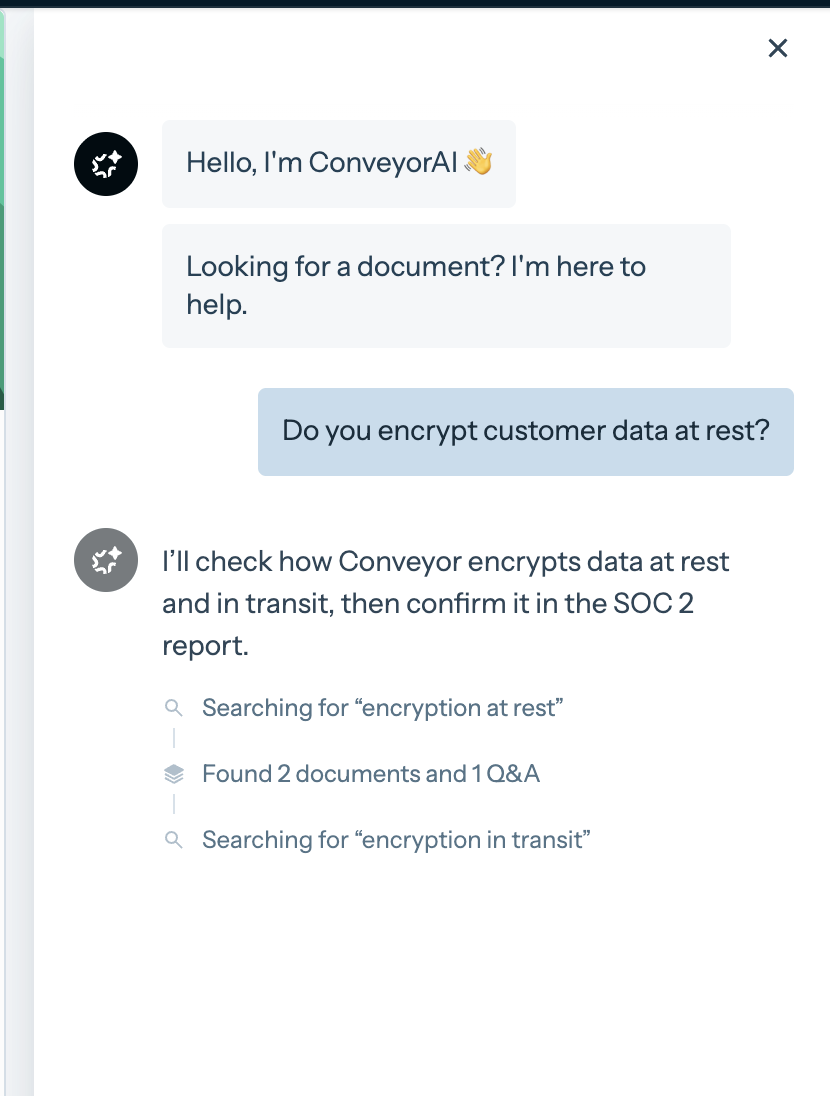 Hello, I'm ConveyorAI 👋
Looking for a document? I'm here to
help.
Do you encrypt customer data at rest?
I’ll check how Conveyor encrypts data at rest
and in transit, then confirm it in the SOC 2
report.
Searching for “encryption at rest”
Found 2 documents and 1 Q&A
Searching for “encryption in transit”